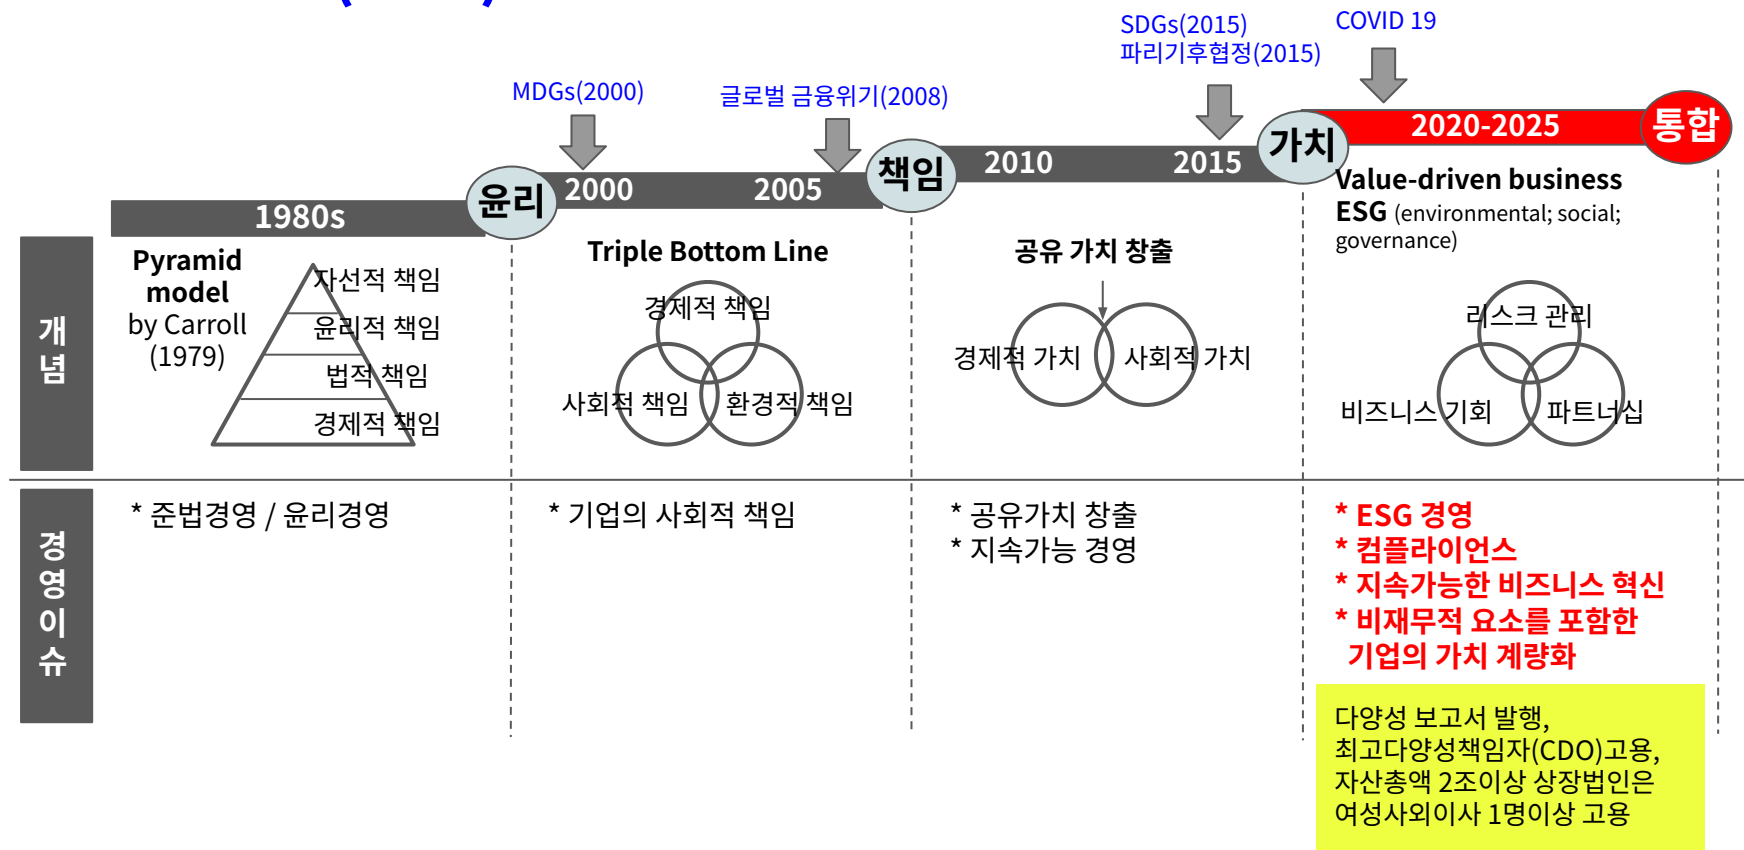 SDGs(2015)
파리기후협정(2015)
COVID 19
MDGs(2000)
글로벌 금융위기(2008)
1980s
윤리
2000
2005
책임
2010
2015
가치
2020-2025
통합
개념
Pyramid
model
by Carroll
(1979)
자선적 책임
윤리적 책임
법적 책임
경제적 책임
Triple Bottom Line
경제적 책임
사회적 책임
환경적 책임
공유 가치 창출
경제적 가치
사회적 가치
Value-driven business
ESG (environmental; social;
governance)
리스크 관리
비즈니스 기회
파트너십
경영이슈
* 준법경영 / 윤리경영
* 기업의 사회적 책임
* 공유가치 창출
* 지속가능 경영
* ESG 경영
* 컴플라이언스
* 지속가능한 비즈니스 혁신
* 비재무적 요소를 포함한
기업의 가치 계량화
다양성 보고서 발행,
최고다양성책임자(CDO)고용,
자산총액 2조이상 상장법인은
여성사외이사 1명이상 고용